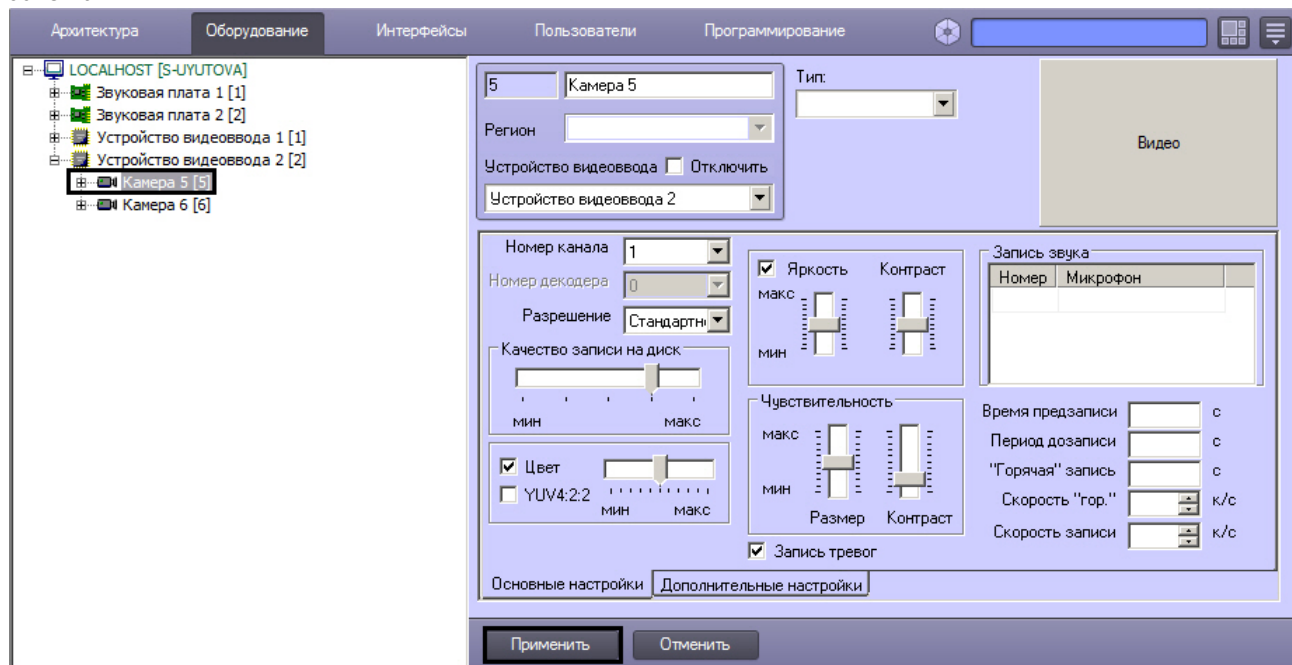 Архитектура Оборудование Интерфейсы Пользователи Программирование
LOCALHOST [S-UYUTOVA]
Звуковая плата 1 [1]
Звуковая плата 2 [2]
Устройство видеоввода 1 [1]
Устройство видеоввода 2 [2]
Камера 5 [5]
Камера 6 [6]
5 Камера 5
Тип:
Регион
Устройство видеоввода Отключить
Устройство видеоввода 2
Видео
Номер канала 1
Номер декодера 0
Разрешение Стандартн
Качество записи на диск
мин макс
Цвет
YUV4:2:2
мин макс
Яркость Контраст
макс
мин
Чувствительность
макс
мин
Размер Контраст
Запись тревог
Запись звука
Номер Микрофон
Время предзаписи с
Период дозаписи с
"Горячая" запись с
Скорость "гор." к/с
Скорость записи к/с
Основные настройки Дополнительные настройки
Применить Отменить